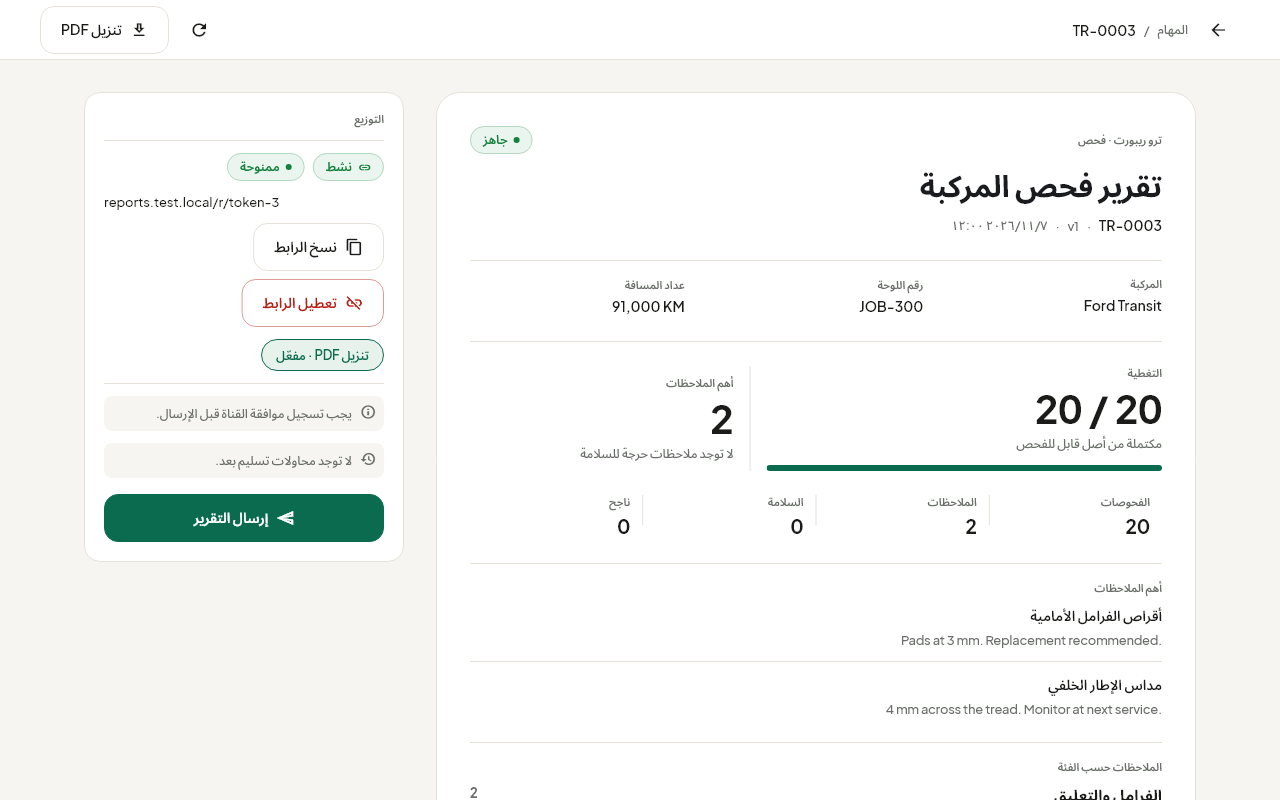 المهام / TR-0003
تنزيل PDF
ترو ريبورت · فحص
جاهز
تقرير فحص المركبة
TR-0003 · v1 · ٢٠٢٦/١١/٧ ١٢:٠٠
المركبة
Ford Transit
رقم اللوحة
JOB-300
عداد المسافة
91,000 KM
التغطية
20 / 20
مكتملة من أصل قابل للفحص
أهم الملاحظات
2
لا توجد ملاحظات حرجة للسلامة
الفحوصات
20
الملاحظات
2
السلامة
0
ناجح
0
أهم الملاحظات
أقراص الفرامل الأمامية
Pads at 3 mm. Replacement recommended.
مداس الإطار الخلفي
4 mm across the tread. Monitor at next service.
الملاحظات حسب الفئة
الفرامل والتعليق
2
التوزيع
نشط
ممنوحة
reports.test.local/r/token-3
نسخ الرابط
تعطيل الرابط
تنزيل PDF · مفعّل
يجب تسجيل موافقة القناة قبل الإرسال.
لا توجد محاولات تسليم بعد.
إرسال التقرير